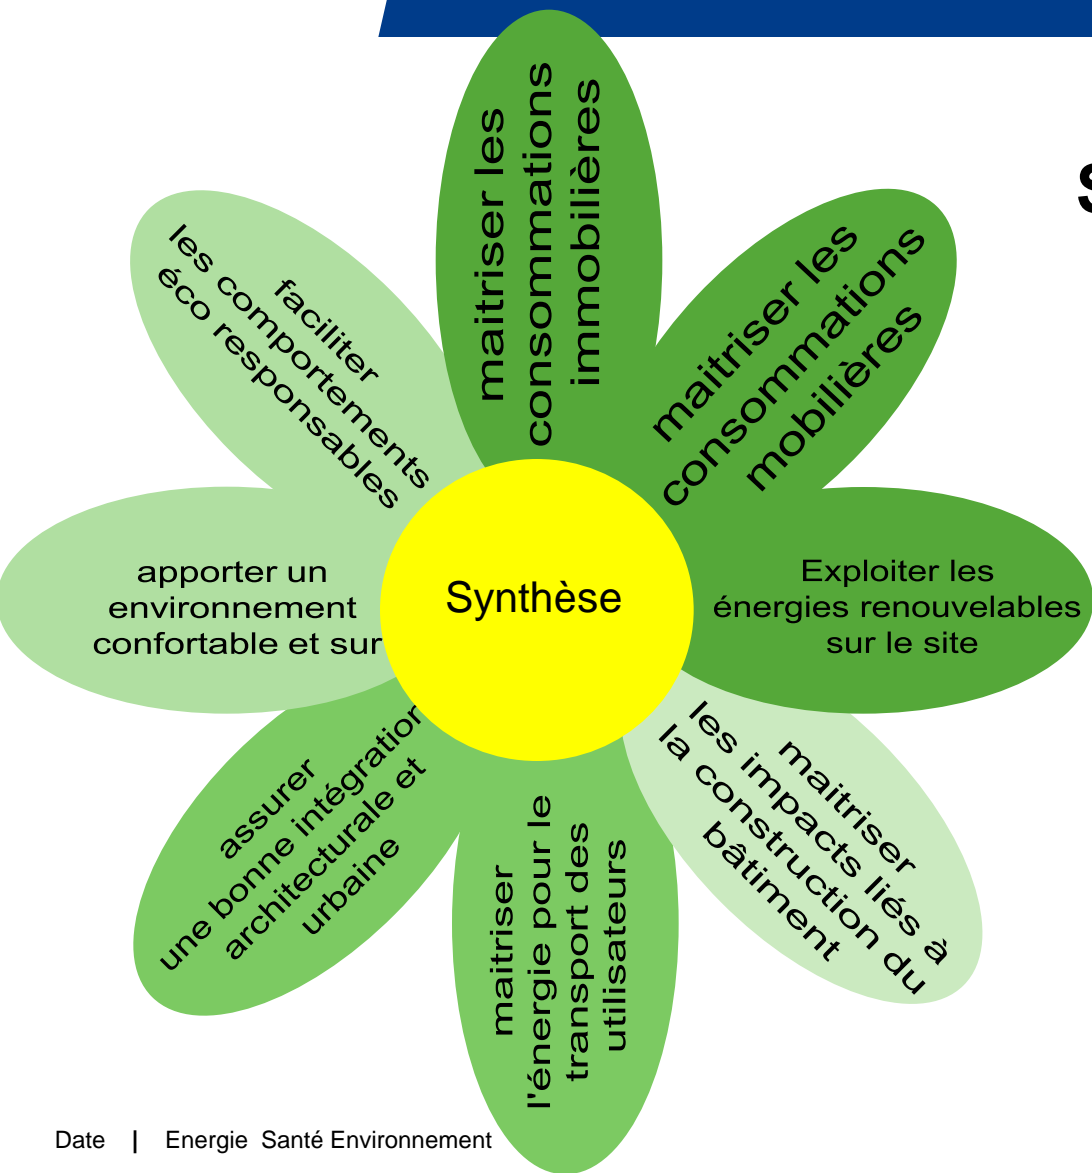 maitriser les
consommations
immobilières
maitriser les
consommations
mobilières
Exploiter les
énergies renouvelables
sur le site
maitriser
les impacts liés à
la construction du
bâtiment
maitriser
l'énergie pour le
transport des
utilisateurs
assurer
une bonne intégration
architecturale et
urbaine
apporter un
environnement
confortable et sur
faciliter
les comportements
éco responsables
Synthèse
Date | Energie Santé Environnement